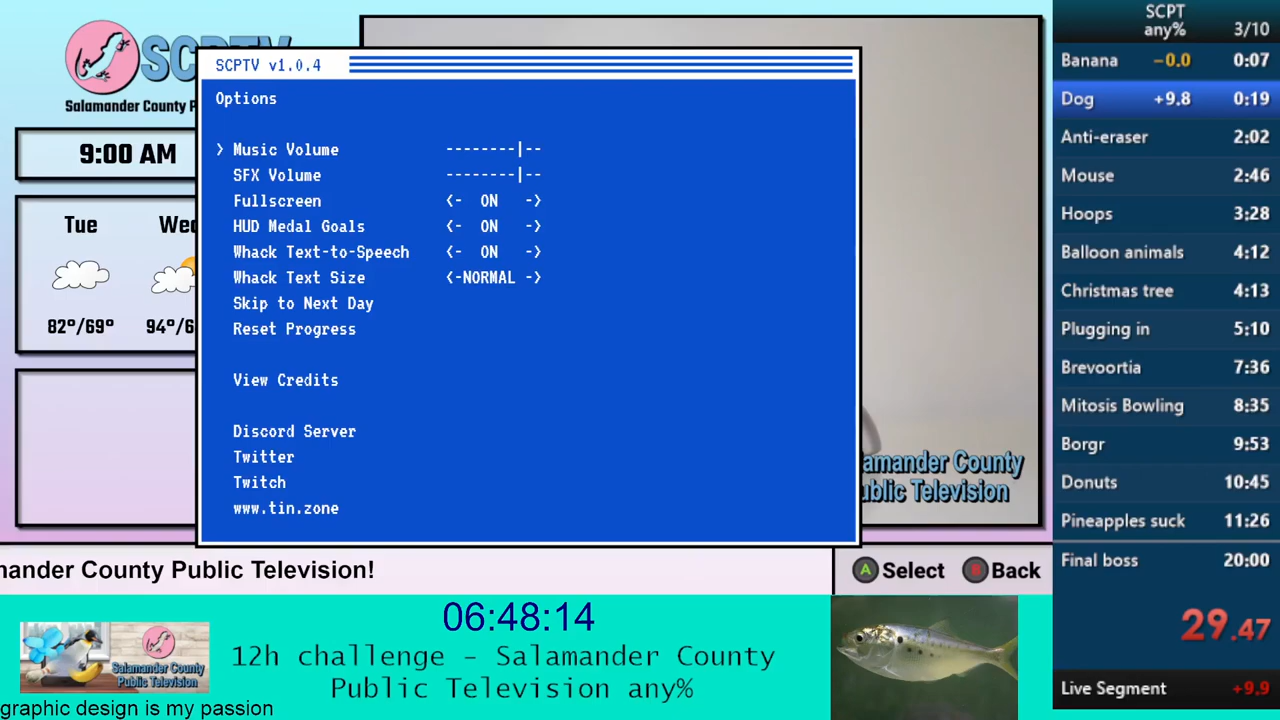 SCPTV
Salamander County P
9:00 AM
Tue
We
82°/69°
94°/6
SCPTV v1.0.4
Options
> Music Volume --------|--
SFX Volume --------|--
Fullscreen <- ON ->
HUD Medal Goals <- ON ->
Whack Text-to-Speech <- ON ->
Whack Text Size <-NORMAL ->
Skip to Next Day
Reset Progress
View Credits
Discord Server
Twitter
Twitch
www.tin.zone
amander County
ublic Television
mander County Public Television!
A Select B Back
SCPT
any% 3/10
Banana −0.0 0:07
Dog +9.8 0:19
Anti-eraser 2:02
Mouse 2:46
Hoops 3:28
Balloon animals 4:12
Christmas tree 4:13
Plugging in 5:10
Brevoortia 7:36
Mitosis Bowling 8:35
Borgr 9:53
Donuts 10:45
Pineapples suck 11:26
Final boss 20:00
29.47
Live Segment +9.9
06:48:14
12h challenge - Salamander County
Public Television any%
Salamander County
Public Television
graphic design is my passion